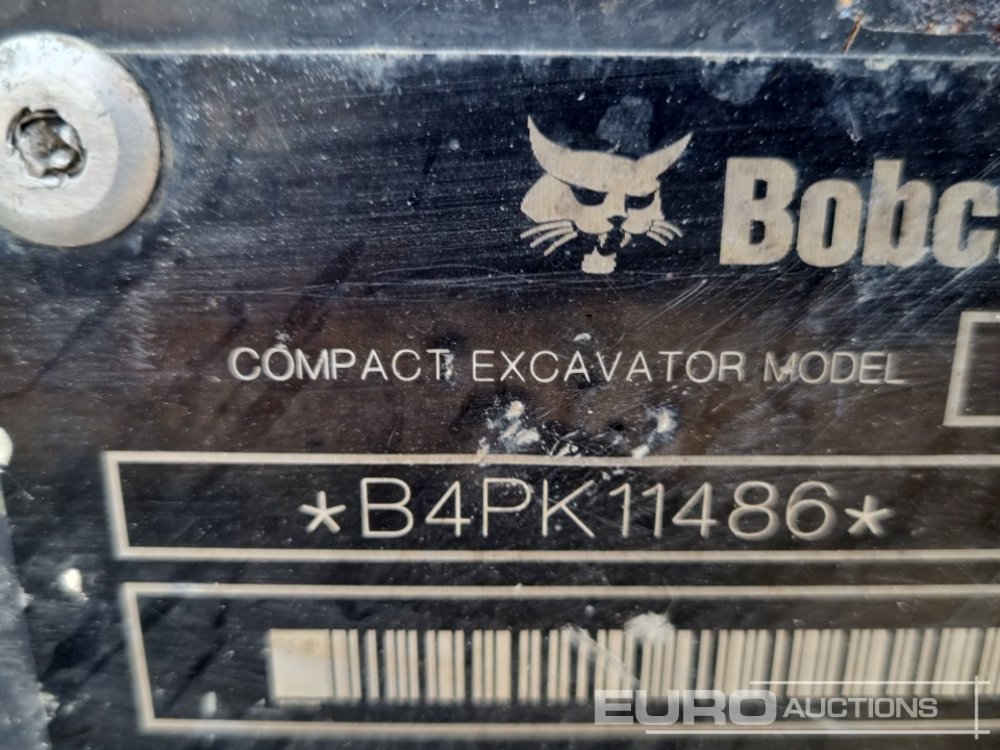 Bobc
COMPACT EXCAVATOR MODEL
*B4PK11486*
EURO AUCTIONS